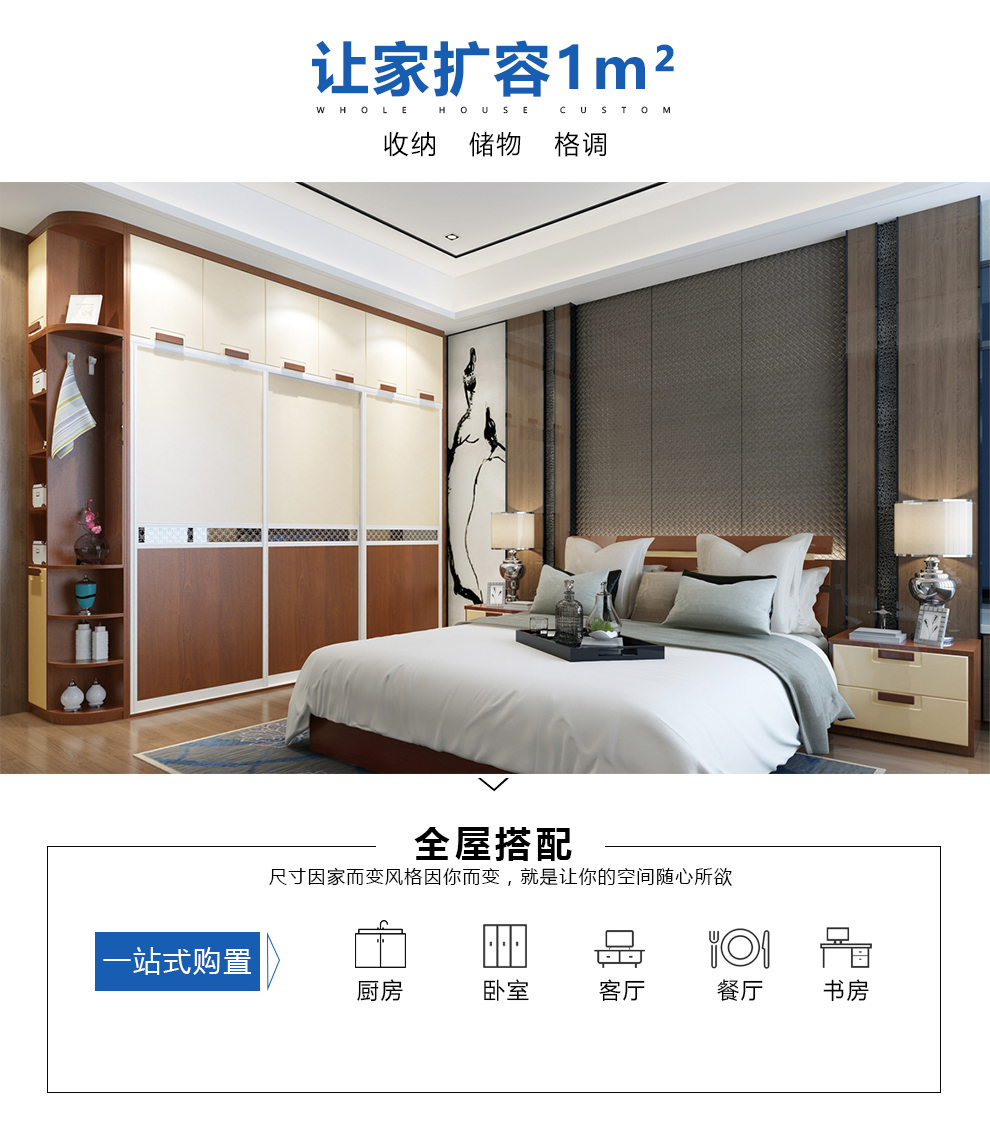 让家扩容1m²
WHOLE HOUSE CUSTOM
收纳 储物 格调
全屋搭配
尺寸因家而变风格因你而变，就是让你的空间随心所欲
一站式购置
厨房 卧室 客厅 餐厅 书房